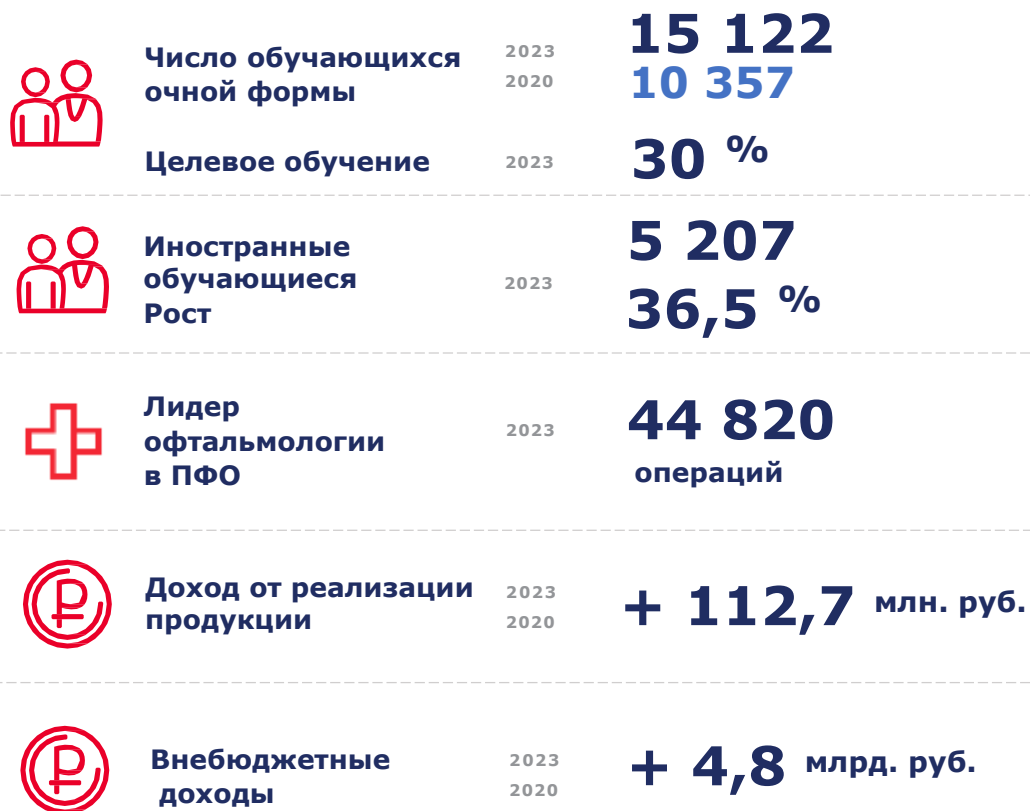 Число обучающихся 2023 15 122
очной формы 2020 10 357
Целевое обучение 2023 30 %
Иностранные 5 207
обучающиеся 2023
Рост 36,5 %
Лидер
офтальмологии 2023 44 820
в ПФО операций
Доход от реализации 2023 + 112,7 млн. руб.
продукции 2020
Внебюджетные 2023 + 4,8 млрд. руб.
доходы 2020